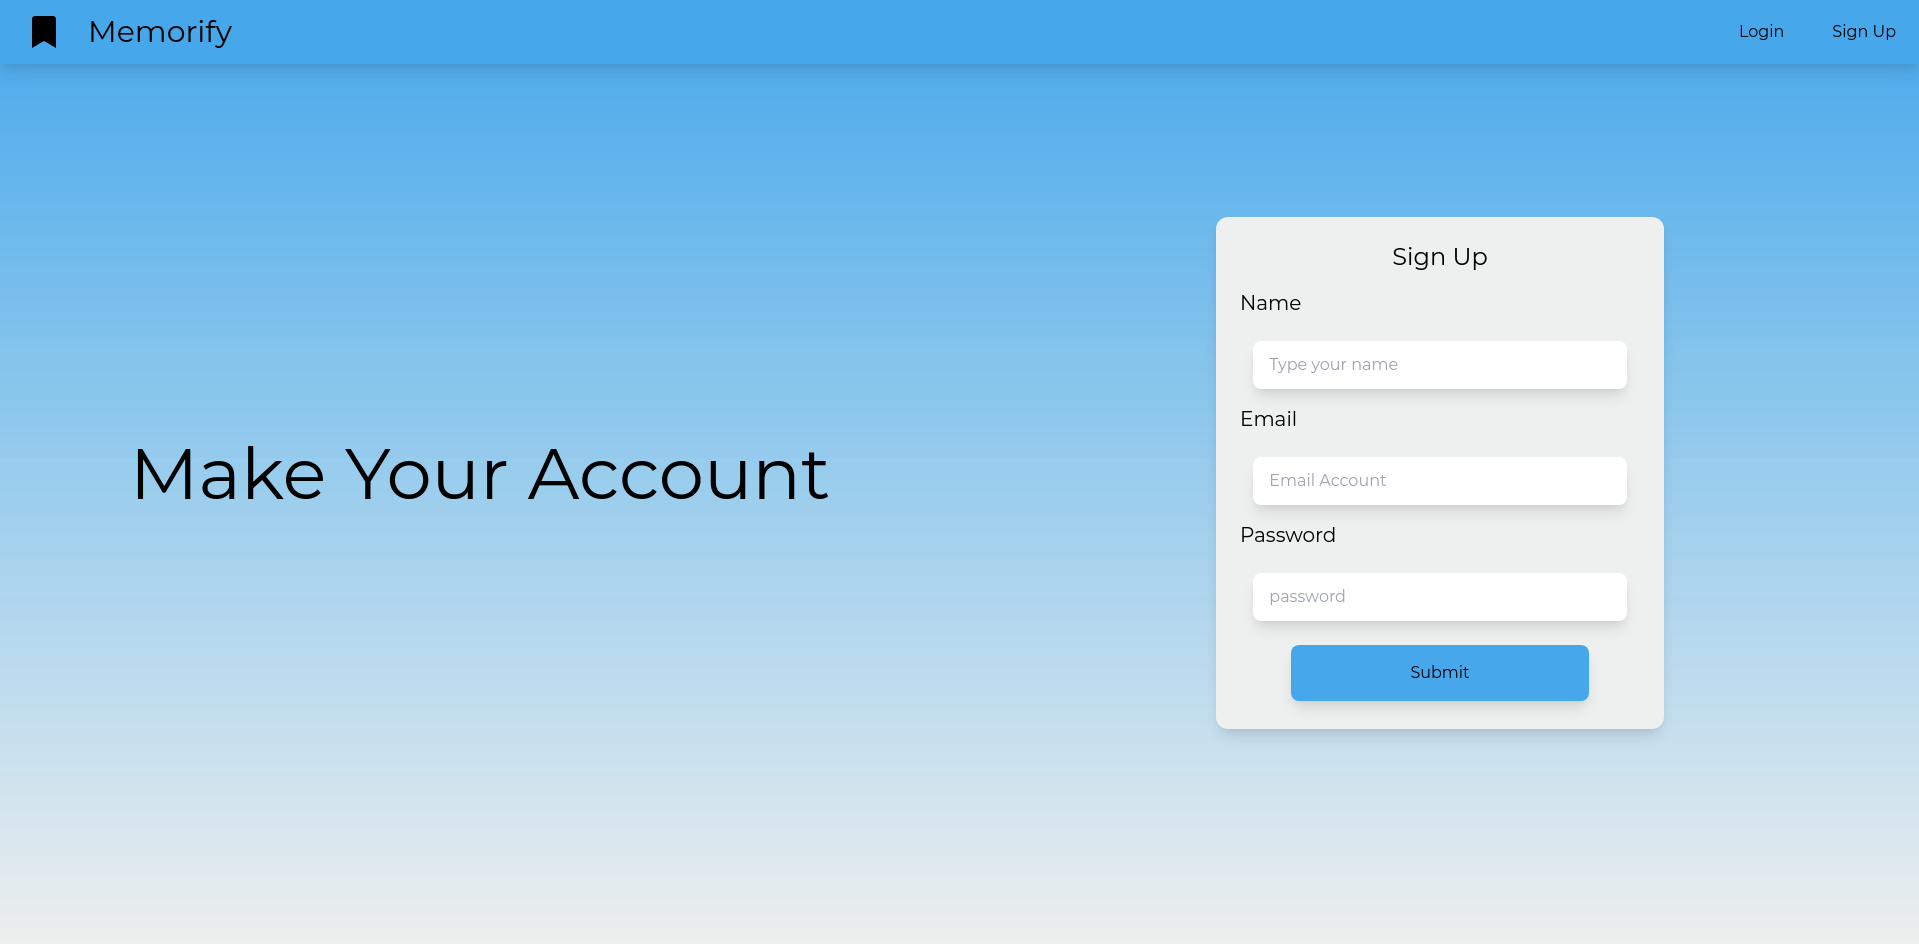 Memorify
Login
Sign Up
Make Your Account
Sign Up
Name
Type your name
Email
Email Account
Password
password
Submit